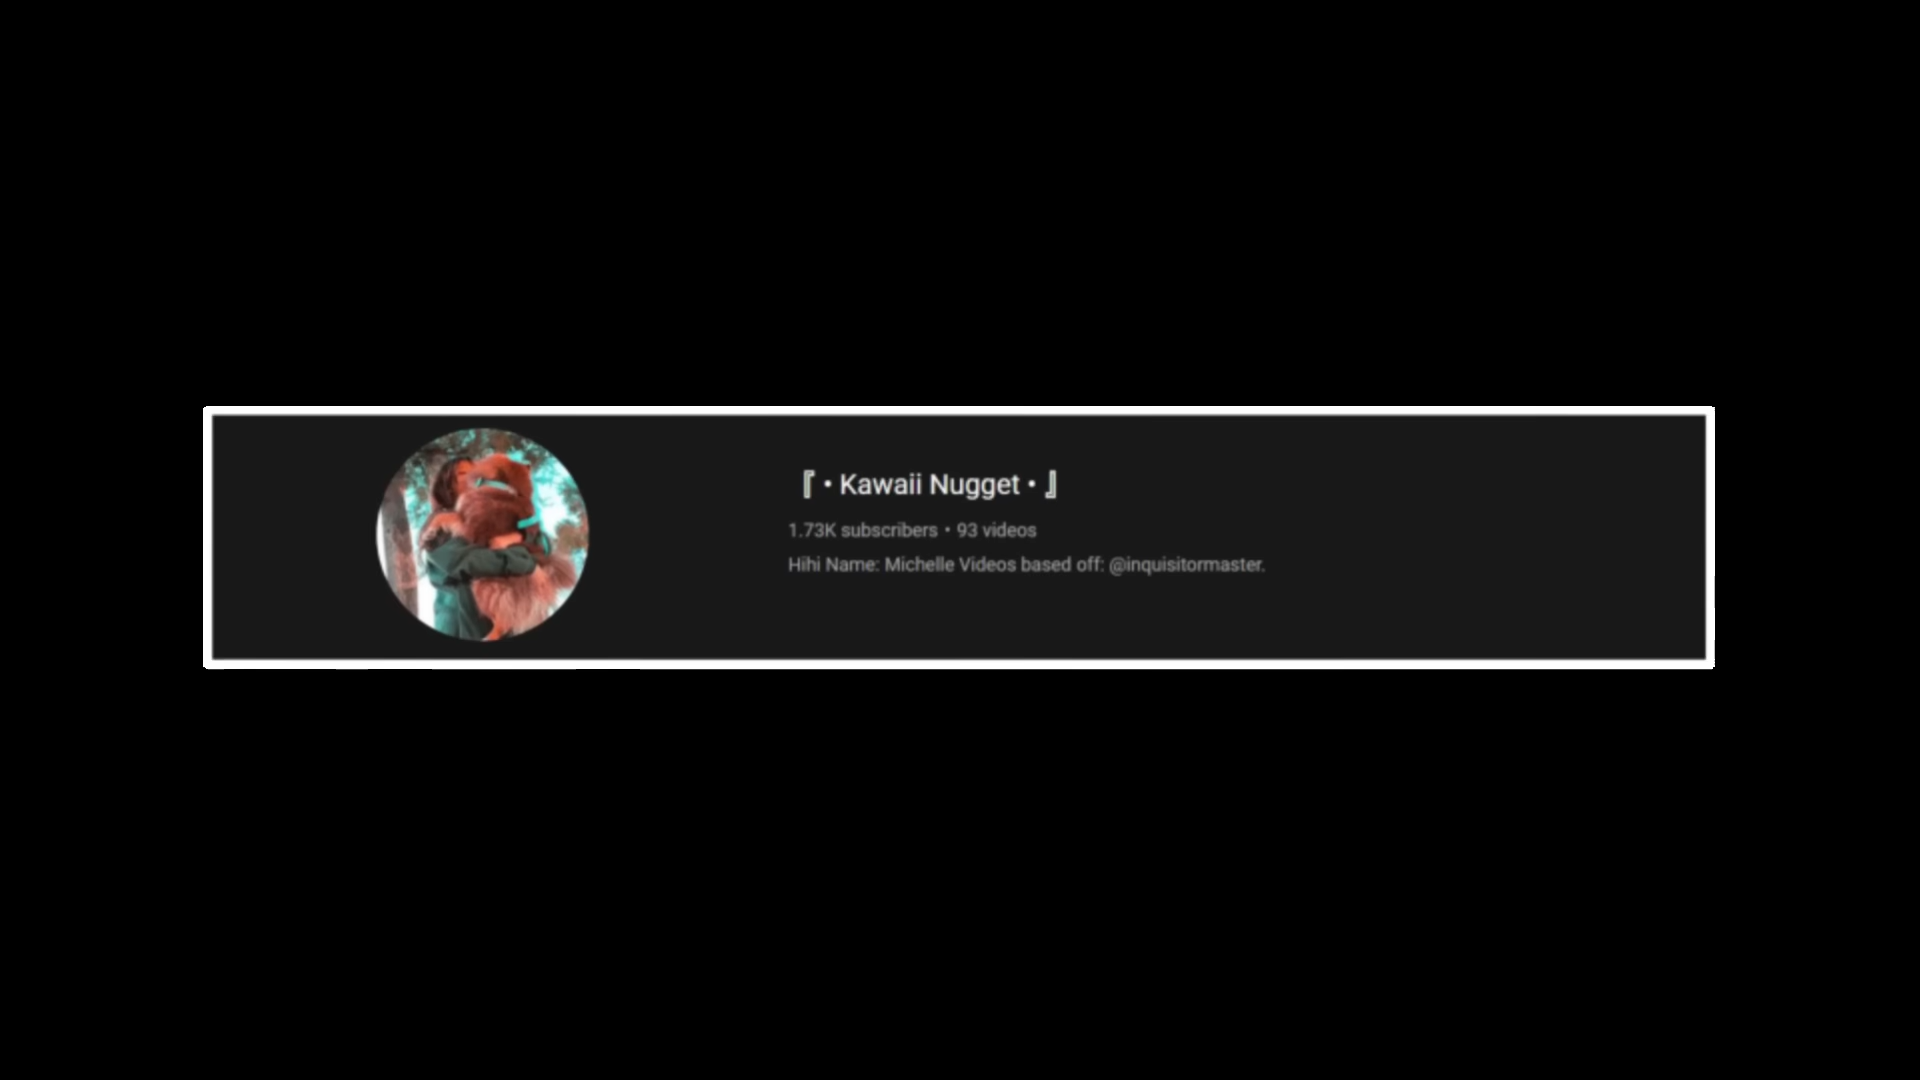 『 • Kawaii Nugget • 』
1.73K subscribers • 93 videos
Hihi Name: Michelle Videos based off: @inquisitormaster.